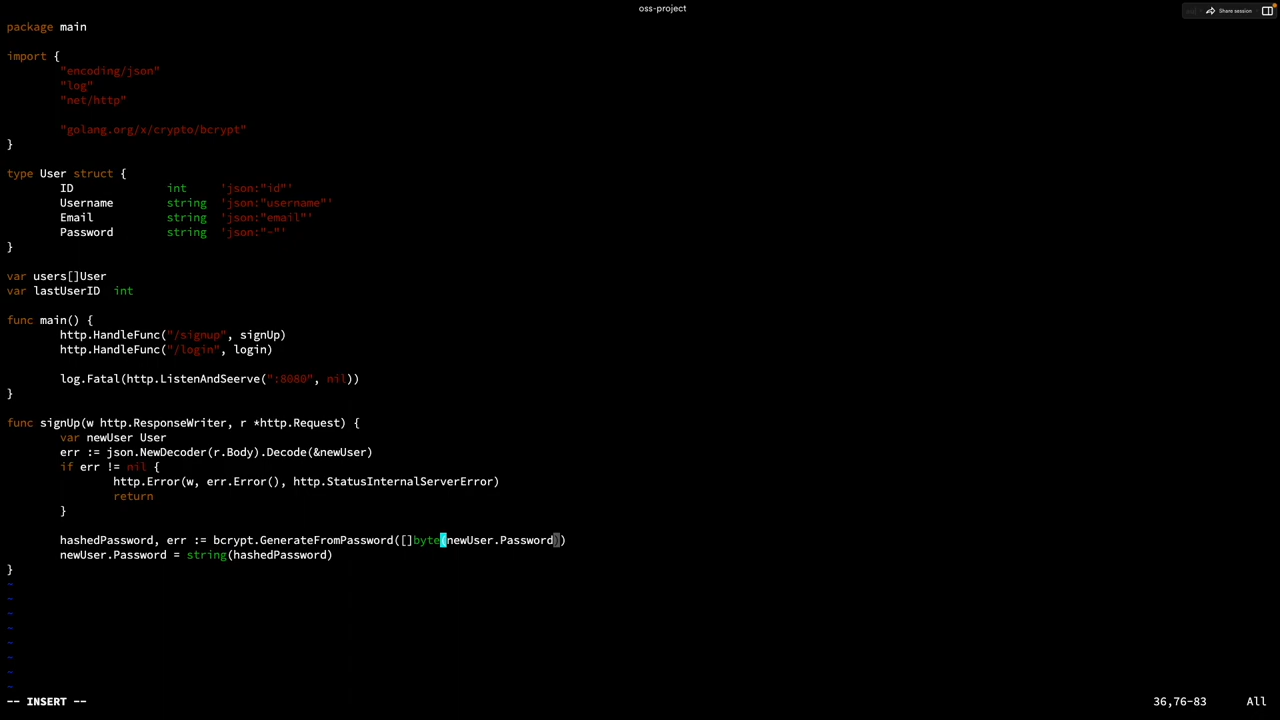 oss-project
Share session
package main
import {
"encoding/json"
"log"
"net/http"
"golang.org/x/crypto/bcrypt"
}
type User struct {
ID int 'json:"id"'
Username string 'json:"username"'
Email string 'json:"email"'
Password string 'json:"-"'
}
var users[]User
var lastUserID int
func main() {
http.HandleFunc("/signup", signUp)
http.HandleFunc("/login", login)
log.Fatal(http.ListenAndSeerve(":8080", mil))
}
func signUp(w http.ResponseWriter, r *http.Request) {
var newUser User
err := json.NewDecoder(r.Body).Decode(&newUser)
if err != mil {
http.Error(w, err.Error(), http.StatusInternalServerError)
return
}
hashedPassword, err := bcrypt.GenerateFromPassword([]byte(newUser.Password))
newUser.Password = string(hashedPassword)
}
~
~
~
~
~
~
~
~
-- INSERT -- 36,76-83 All